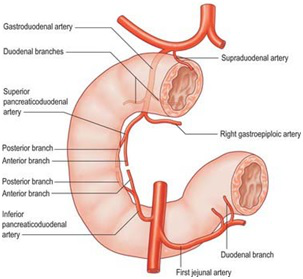 Gastroduodenal artery
Duodenal branches
Supraduodenal artery
Superior
pancreaticoduodenal
artery
Right gastroepiploic artery
Posterior branch
Anterior branch
Posterior branch
Anterior branch
Inferior
pancreaticoduodenal
artery
Duodenal branch
First jejunal artery